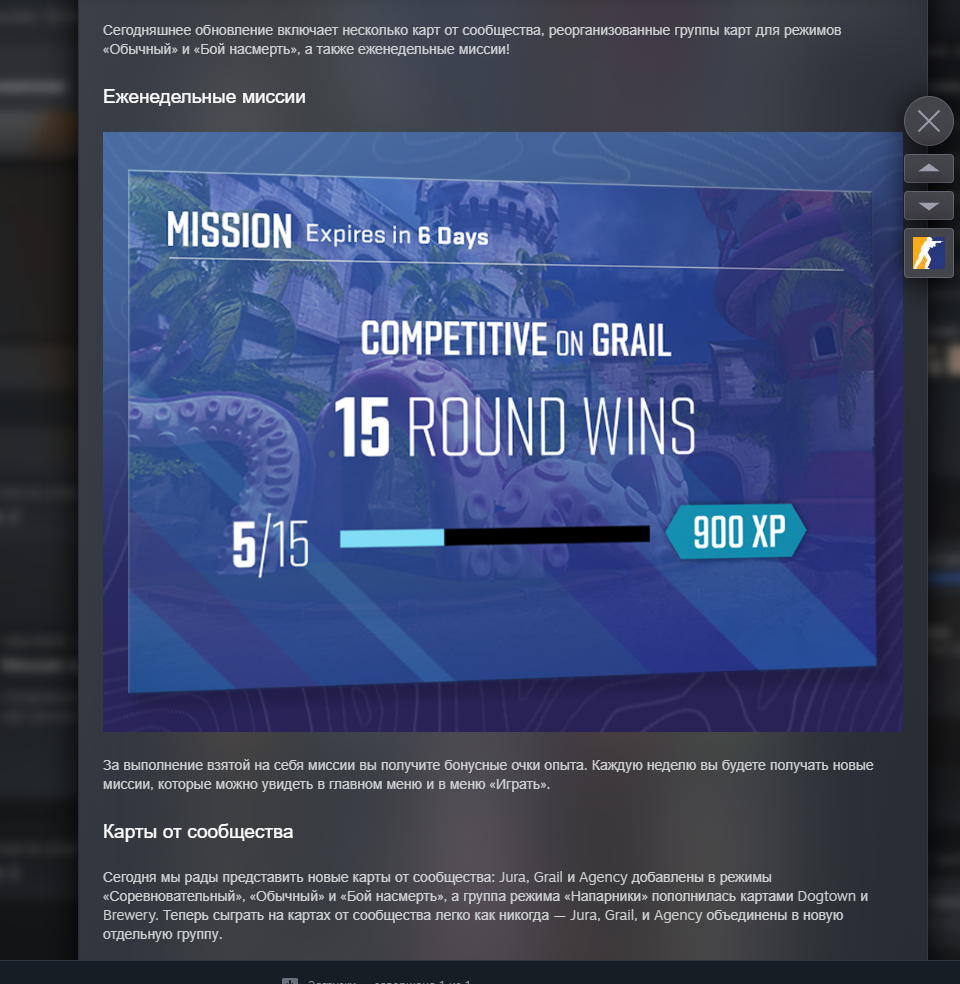 Сегодняшнее обновление включает несколько карт от сообщества, реорганизованные группы карт для режимов
«Обычный» и «Бой насмерть», а также еженедельные миссии!
Еженедельные миссии
MISSION Expires in 6 Days
COMPETITIVE ON GRAIL
15 ROUND WINS
5/15
900 XP
За выполнение взятой на себя миссии вы получите бонусные очки опыта. Каждую неделю вы будете получать новые
миссии, которые можно увидеть в главном меню и в меню «Играть».
Карты от сообщества
Сегодня мы рады представить новые карты от сообщества: Jura, Grail и Agency добавлены в режимы
«Соревновательный», «Обычный» и «Бой насмерть», а группа режима «Напарники» пополнилась картами Dogtown и
Brewery. Теперь сыграть на картах от сообщества легко как никогда — Jura, Grail, и Agency объединены в новую
отдельную группу.